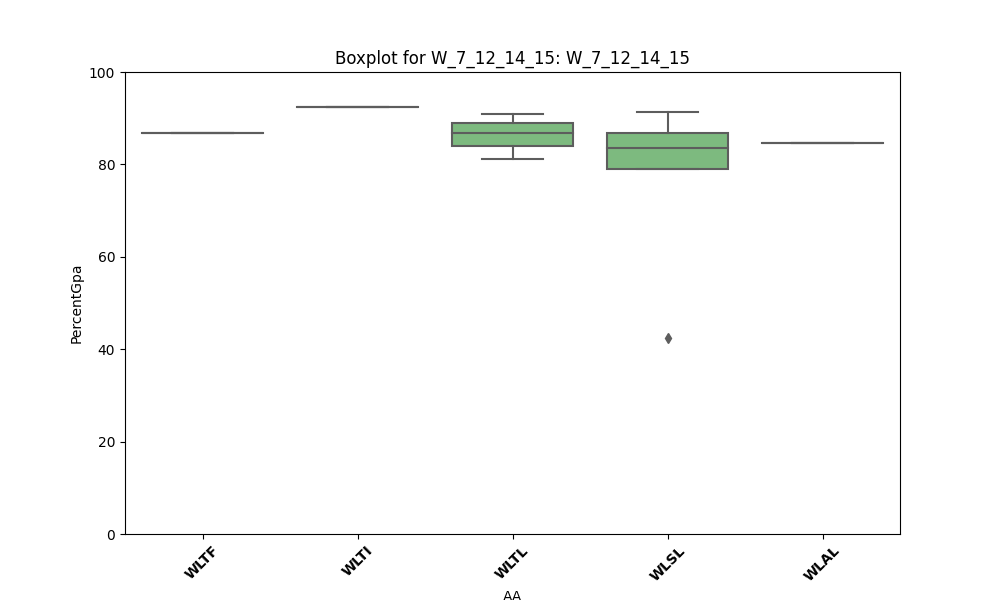 Boxplot for W_7_12_14_15: W_7_12_14_15
100
80
60
40
20
0
PercentGpa
WLTF
WLTI
WLTL
WLSL
WLAL
AA